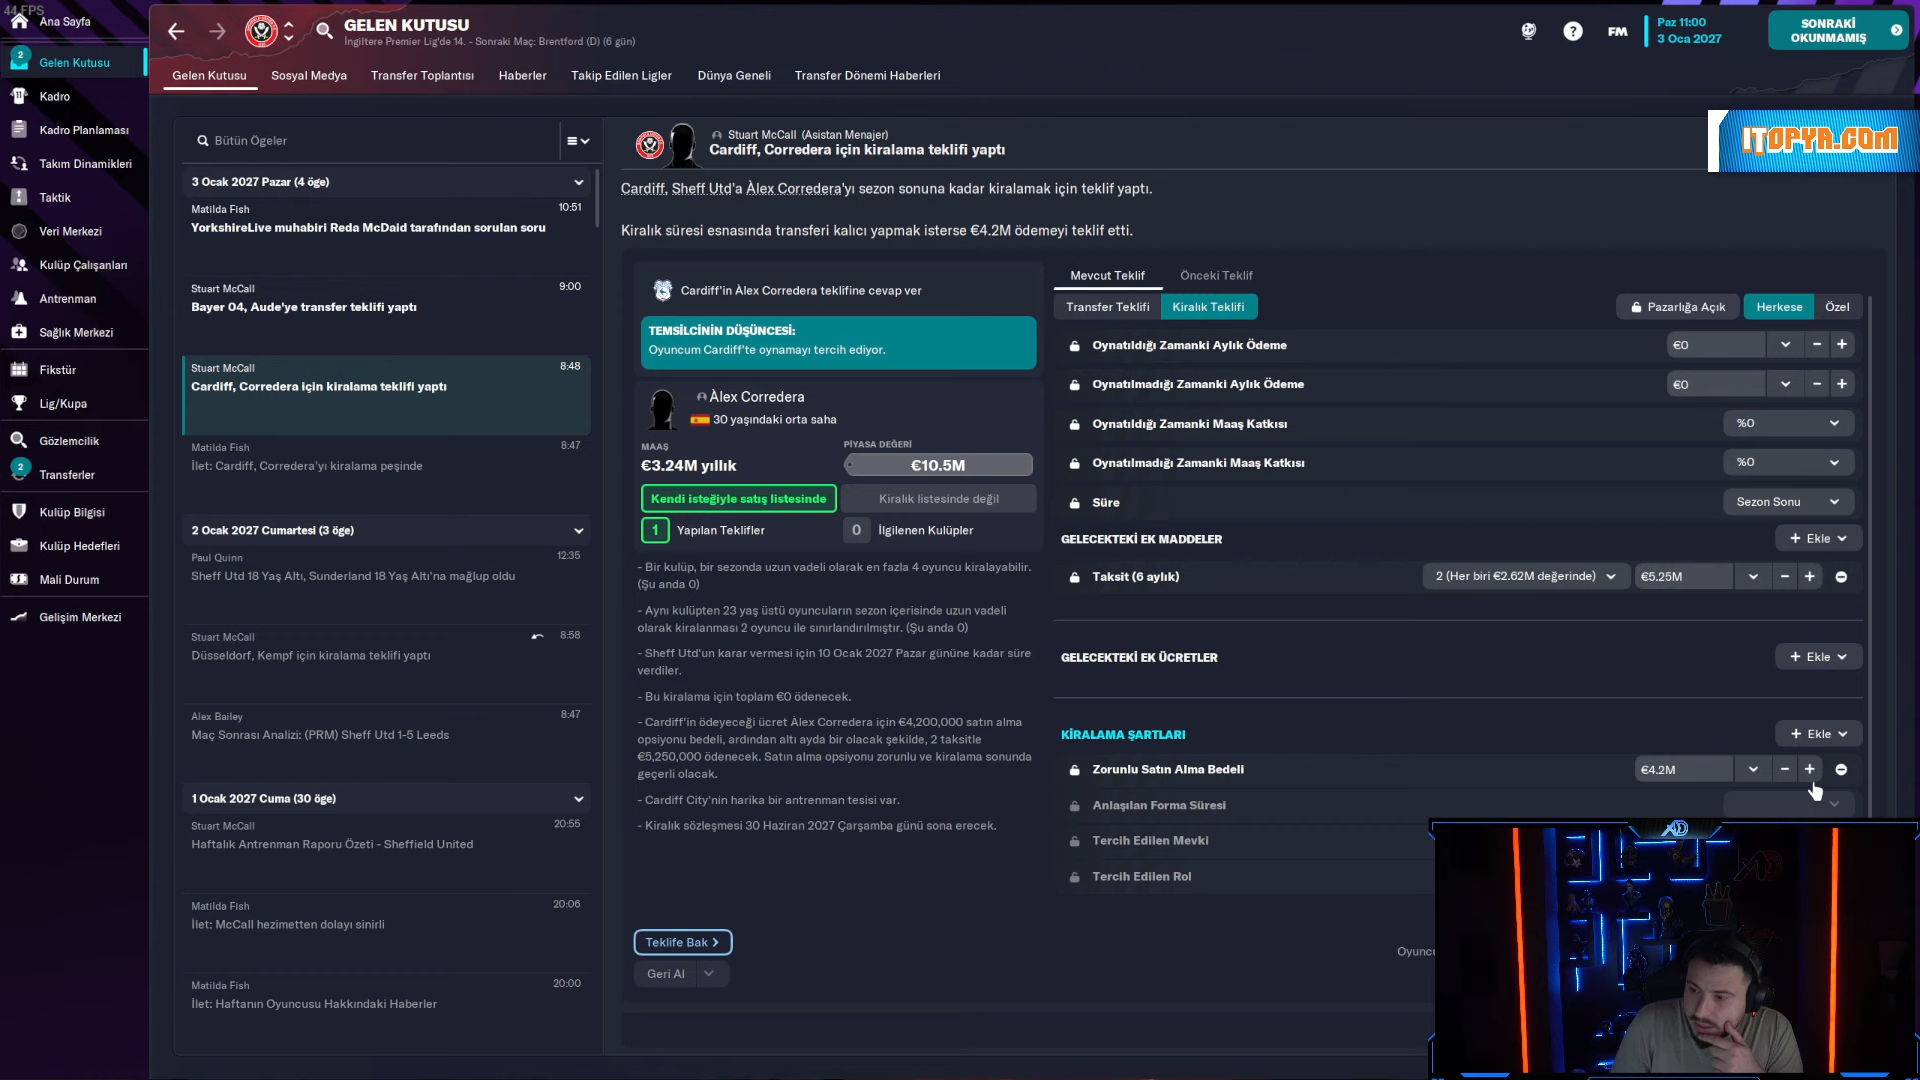 44 FPS
Ana Sayfa
2
Gelen Kutusu
Kadro
Kadro Planlaması
Takım Dinamikleri
Taktik
Veri Merkezi
Kulüp Çalışanları
Antrenman
Sağlık Merkezi
Fikstür
Lig/Kupa
Gözlemcilik
2
Transferler
Kulüp Bilgisi
Kulüp Hedefleri
Mali Durum
Gelişim Merkezi
GELEN KUTUSU
İngiltere Premier Lig'de 14. - Sonraki Maç: Brentford (D) (6 gün)
FM
Paz 11:00
3 Oca 2027
SONRAKİ
OKUNMAMIŞ
Gelen Kutusu
Sosyal Medya
Transfer Toplantısı
Haberler
Takip Edilen Ligler
Dünya Geneli
Transfer Dönemi Haberleri
ITOPYA.COM
Bütün Ögeler
3 Ocak 2027 Pazar (4 öge)
Matilda Fish 10:51
YorkshireLive muhabiri Reda McDaid tarafından sorulan soru
Stuart McCall 9:00
Bayer 04, Aude'ye transfer teklifi yaptı
Stuart McCall 8:48
Cardiff, Corredera için kiralama teklifi yaptı
Matilda Fish 8:47
İlet: Cardiff, Corredera'yı kiralama peşinde
2 Ocak 2027 Cumartesi (3 öge)
Paul Quinn 12:35
Sheff Utd 18 Yaş Altı, Sunderland 18 Yaş Altı'na mağlup oldu
Stuart McCall 8:58
Düsseldorf, Kempf için kiralama teklifi yaptı
Alex Bailey 8:47
Maç Sonrası Analizi: (PRM) Sheff Utd 1-5 Leeds
1 Ocak 2027 Cuma (30 öge)
Stuart McCall 20:55
Haftalık Antrenman Raporu Özeti - Sheffield United
Matilda Fish 20:06
İlet: McCall hezimetten dolayı sinirli
Matilda Fish 20:00
İlet: Haftanın Oyuncusu Hakkındaki Haberler
Stuart McCall (Asistan Menajer)
Cardiff, Corredera için kiralama teklifi yaptı
Cardiff, Sheff Utd'a Àlex Corredera'yı sezon sonuna kadar kiralamak için teklif yaptı.
Kiralık süresi esnasında transferi kalıcı yapmak isterse €4.2M ödemeyi teklif etti.
Cardiff'in Àlex Corredera teklifine cevap ver
TEMSİLCİNİN DÜŞÜNCESİ:
Oyuncum Cardiff'te oynamayı tercih ediyor.
Àlex Corredera
30 yaşındaki orta saha
MAAŞ
€3.24M yıllık
PİYASA DEĞERİ
€10.5M
Kendi isteğiyle satış listesinde
Kiralık listesinde değil
1 Yapılan Teklifler
0 İlgilenen Kulüpler
- Bir kulüp, bir sezonda uzun vadeli olarak en fazla 4 oyuncu kiralayabilir.
(Şu anda 0)
- Aynı kulüpten 23 yaş üstü oyuncuların sezon içerisinde uzun vadeli
olarak kiralanması 2 oyuncu ile sınırlandırılmıştır. (Şu anda 0)
- Sheff Utd'un karar vermesi için 10 Ocak 2027 Pazar gününe kadar süre
verdiler.
- Bu kiralama için toplam €0 ödenecek.
- Cardiff'in ödeyeceği ücret Àlex Corredera için €4,200,000 satın alma
opsiyonu bedeli, ardından altı ayda bir olacak şekilde, 2 taksitle
€5,250,000 ödenecek. Satın alma opsiyonu zorunlu ve kiralama sonunda
geçerli olacak.
- Cardiff City'nin harika bir antrenman tesisi var.
- Kiralık sözleşmesi 30 Haziran 2027 Çarşamba günü sona erecek.
Teklife Bak
Geri Al
Mevcut Teklif
Önceki Teklif
Transfer Teklifi
Kiralık Teklifi
Pazarlığa Açık
Herkese
Özel
Oynatıldığı Zamanki Aylık Ödeme €0
Oynatılmadığı Zamanki Aylık Ödeme €0
Oynatıldığı Zamanki Maaş Katkısı %0
Oynatılmadığı Zamanki Maaş Katkısı %0
Süre Sezon Sonu
GELECEKTEKİ EK MADDELER + Ekle
Taksit (6 aylık) 2 (Her biri €2.62M değerinde) €5.25M
GELECEKTEKİ EK ÜCRETLER + Ekle
KİRALAMA ŞARTLARI + Ekle
Zorunlu Satın Alma Bedeli €4.2M
Anlaşılan Forma Süresi
Tercih Edilen Mevki
Tercih Edilen Rol
Oyuncu